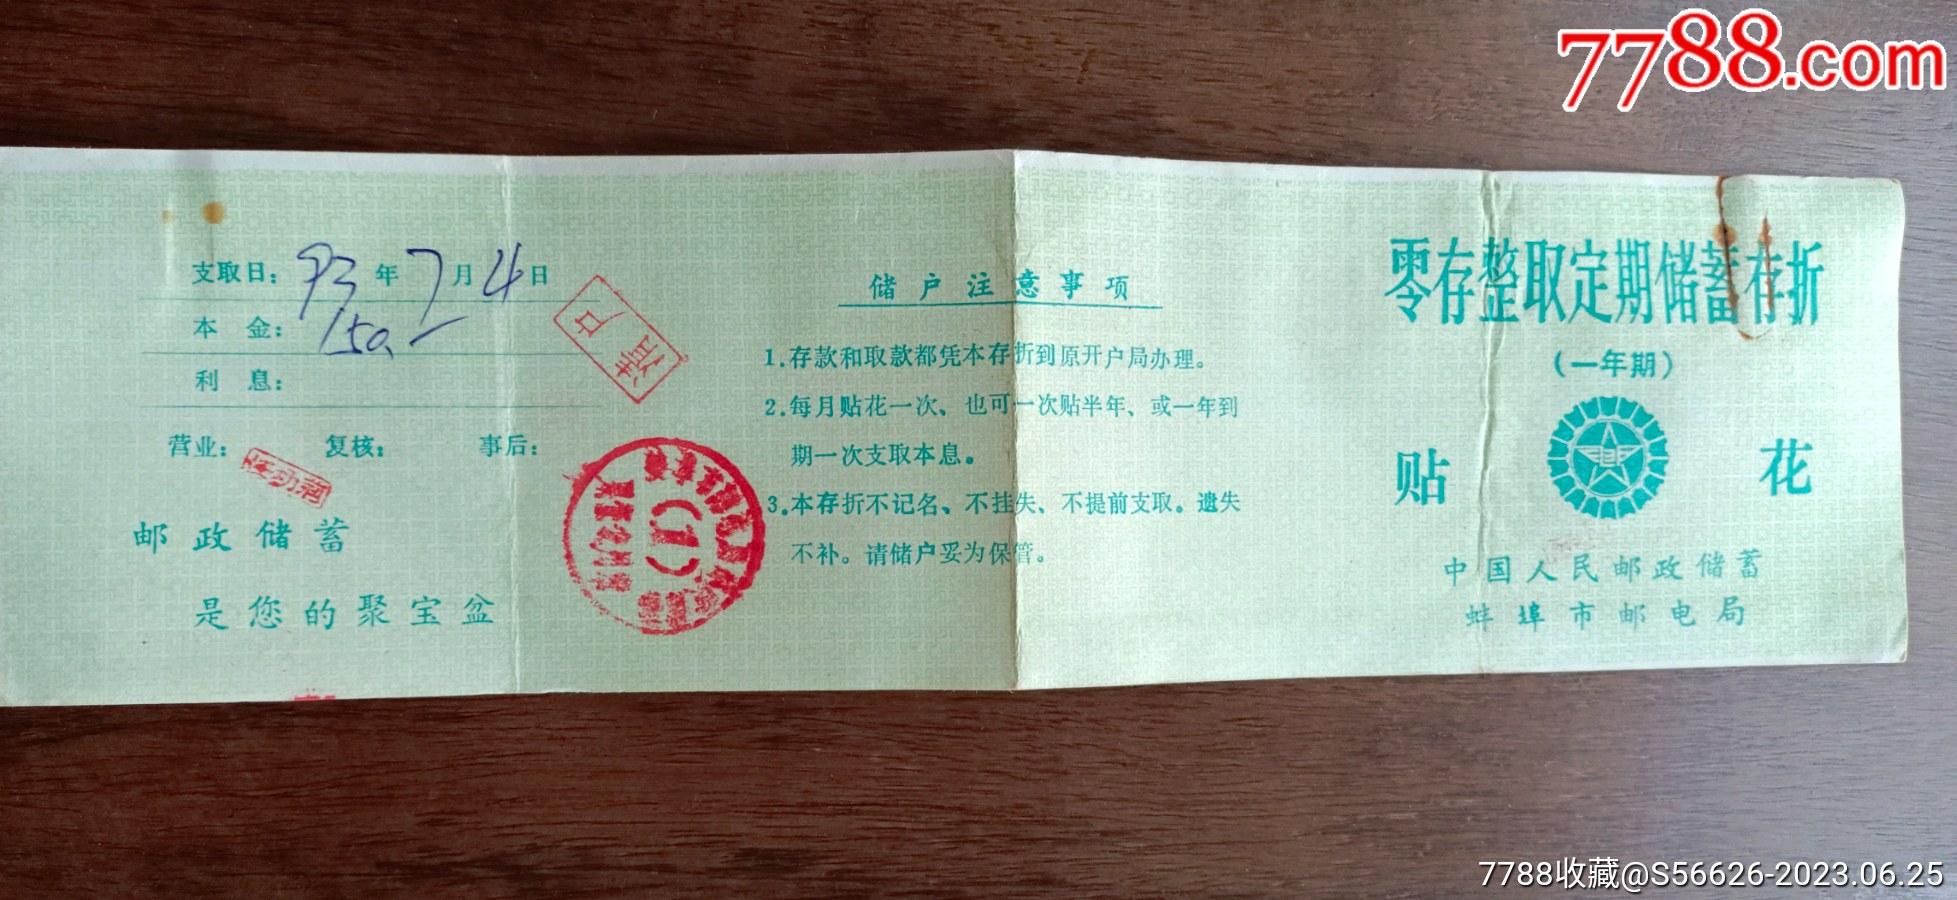 7788.com
支取日：93年7月4日
本 金：150.
利 息：
营业： 复核： 事后：
邮政储蓄
是您的聚宝盆
清户
储户注意事项
1.存款和取款都凭本存折到原开户局办理。
2.每月贴花一次、也可一次贴半年、或一年到
期一次支取本息。
3.本存折不记名、不挂失、不提前支取。遗失
不补。请储户妥为保管。
零存整取定期储蓄存折
（一年期）
贴 花
中国人民邮政储蓄
蚌埠市邮电局
7788收藏@S56626-2023.06.25